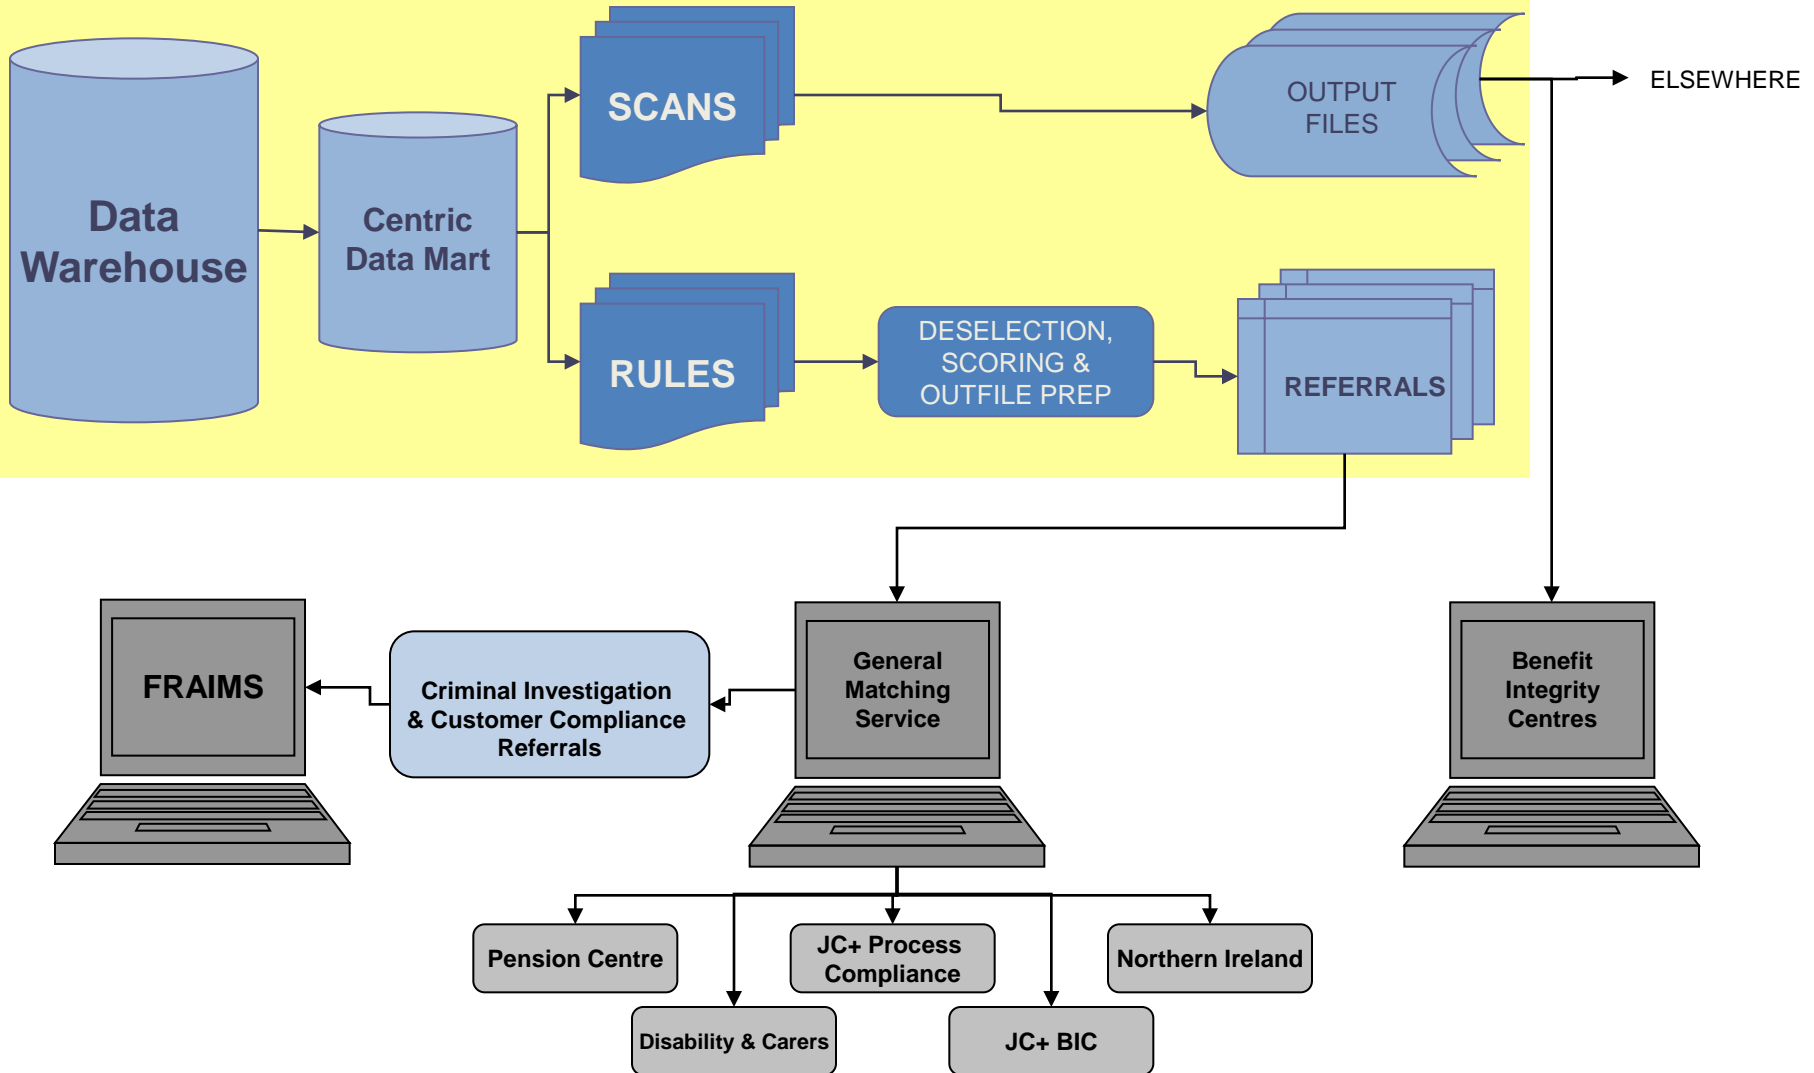 SCANS
OUTPUT
FILES
ELSEWHERE
Data
Warehouse
Centric
Data Mart
RULES
DESELECTION,
SCORING &
OUTFILE PREP
REFERRALS
FRAIMS
Criminal Investigation
& Customer Compliance
Referrals
General
Matching
Service
Benefit
Integrity
Centres
Pension Centre
JC+ Process
Compliance
Northern Ireland
Disability & Carers
JC+ BIC